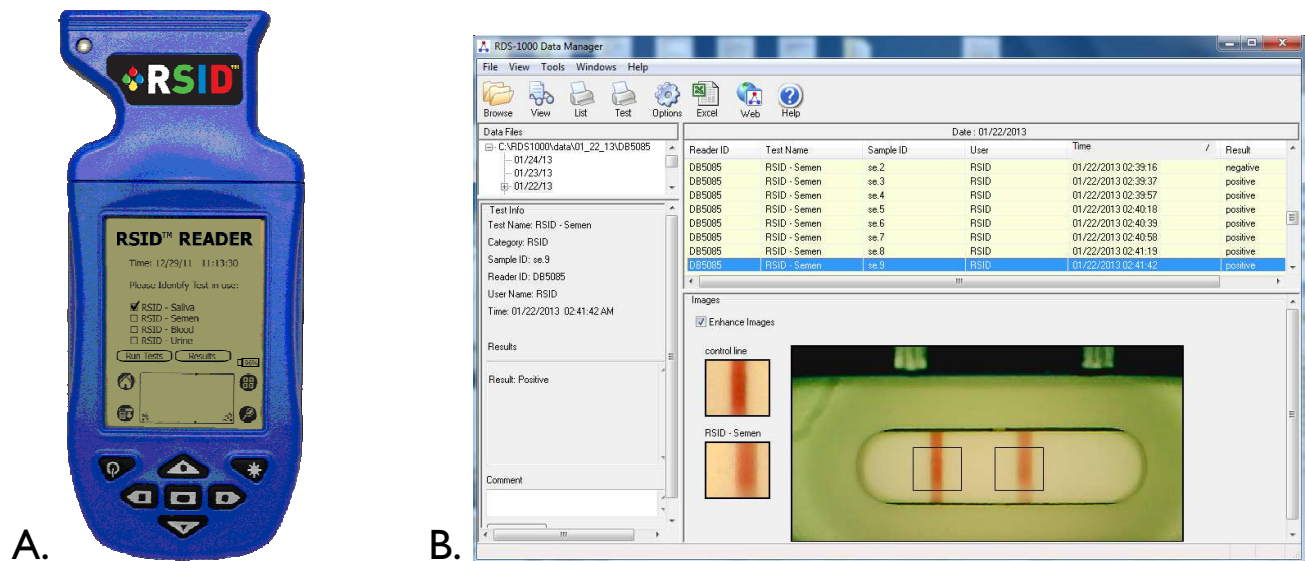 RSID™
RSID™ READER
Time: 12/29/11 11:13:30
Please Identify Test in use:
RSID - Saliva
RSID - Semen
RSID - Blood
RSID - Urine
Run Tests Results
A.
RDS-1000 Data Manager
File View Tools Windows Help
Browse View List Test Options Excel Web Help
Data Files
C:\RDS1000\data\01_22_13\DB5085
01/24/13
01/23/13
01/22/13
Test Info
Test Name: RSID - Semen
Category: RSID
Sample ID: se.9
Reader ID: DB5085
User Name: RSID
Time: 01/22/2013 02:41:42 AM
Results
Result: Positive
Comment
Date : 01/22/2013
Reader ID Test Name Sample ID User Time / Result
DB5085 RSID - Semen se.2 RSID 01/22/2013 02:39:16 negative
DB5085 RSID - Semen se.3 RSID 01/22/2013 02:39:37 positive
DB5085 RSID - Semen se.4 RSID 01/22/2013 02:39:57 positive
DB5085 RSID - Semen se.5 RSID 01/22/2013 02:40:18 positive
DB5085 RSID - Semen se.6 RSID 01/22/2013 02:40:39 positive
DB5085 RSID - Semen se.7 RSID 01/22/2013 02:40:58 positive
DB5085 RSID - Semen se.8 RSID 01/22/2013 02:41:19 positive
DB5085 RSID - Semen se.9 RSID 01/22/2013 02:41:42 positive
Images
Enhance Images
control line
RSID - Semen
B.